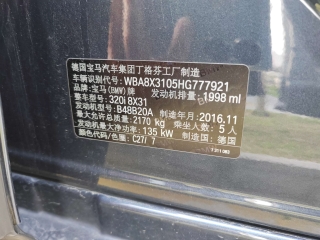 德国宝马汽车集团丁格芬工厂制造
车辆识别代号: WBA8X3105HG777921
品牌: 宝马(BMW)牌 发动机排量: 1998 ml
整车型号: 320i 8X31
发动机型号: B48B20A 制造年月: 2016.11
最大允许总质量: 2170 kg 乘坐人数: 5 人
发动机最大净功率: 135 kW 制造国: 德国
颜色代码/色量: C27/ 7